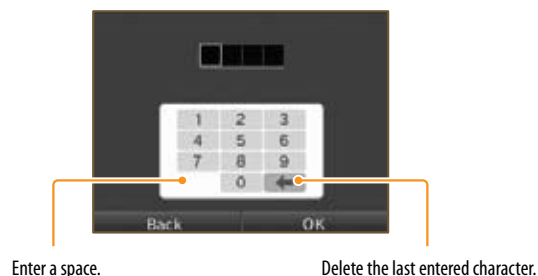 1 2 3
4 5 6
7 8 9
0
Back OK
Enter a space. Delete the last entered character.